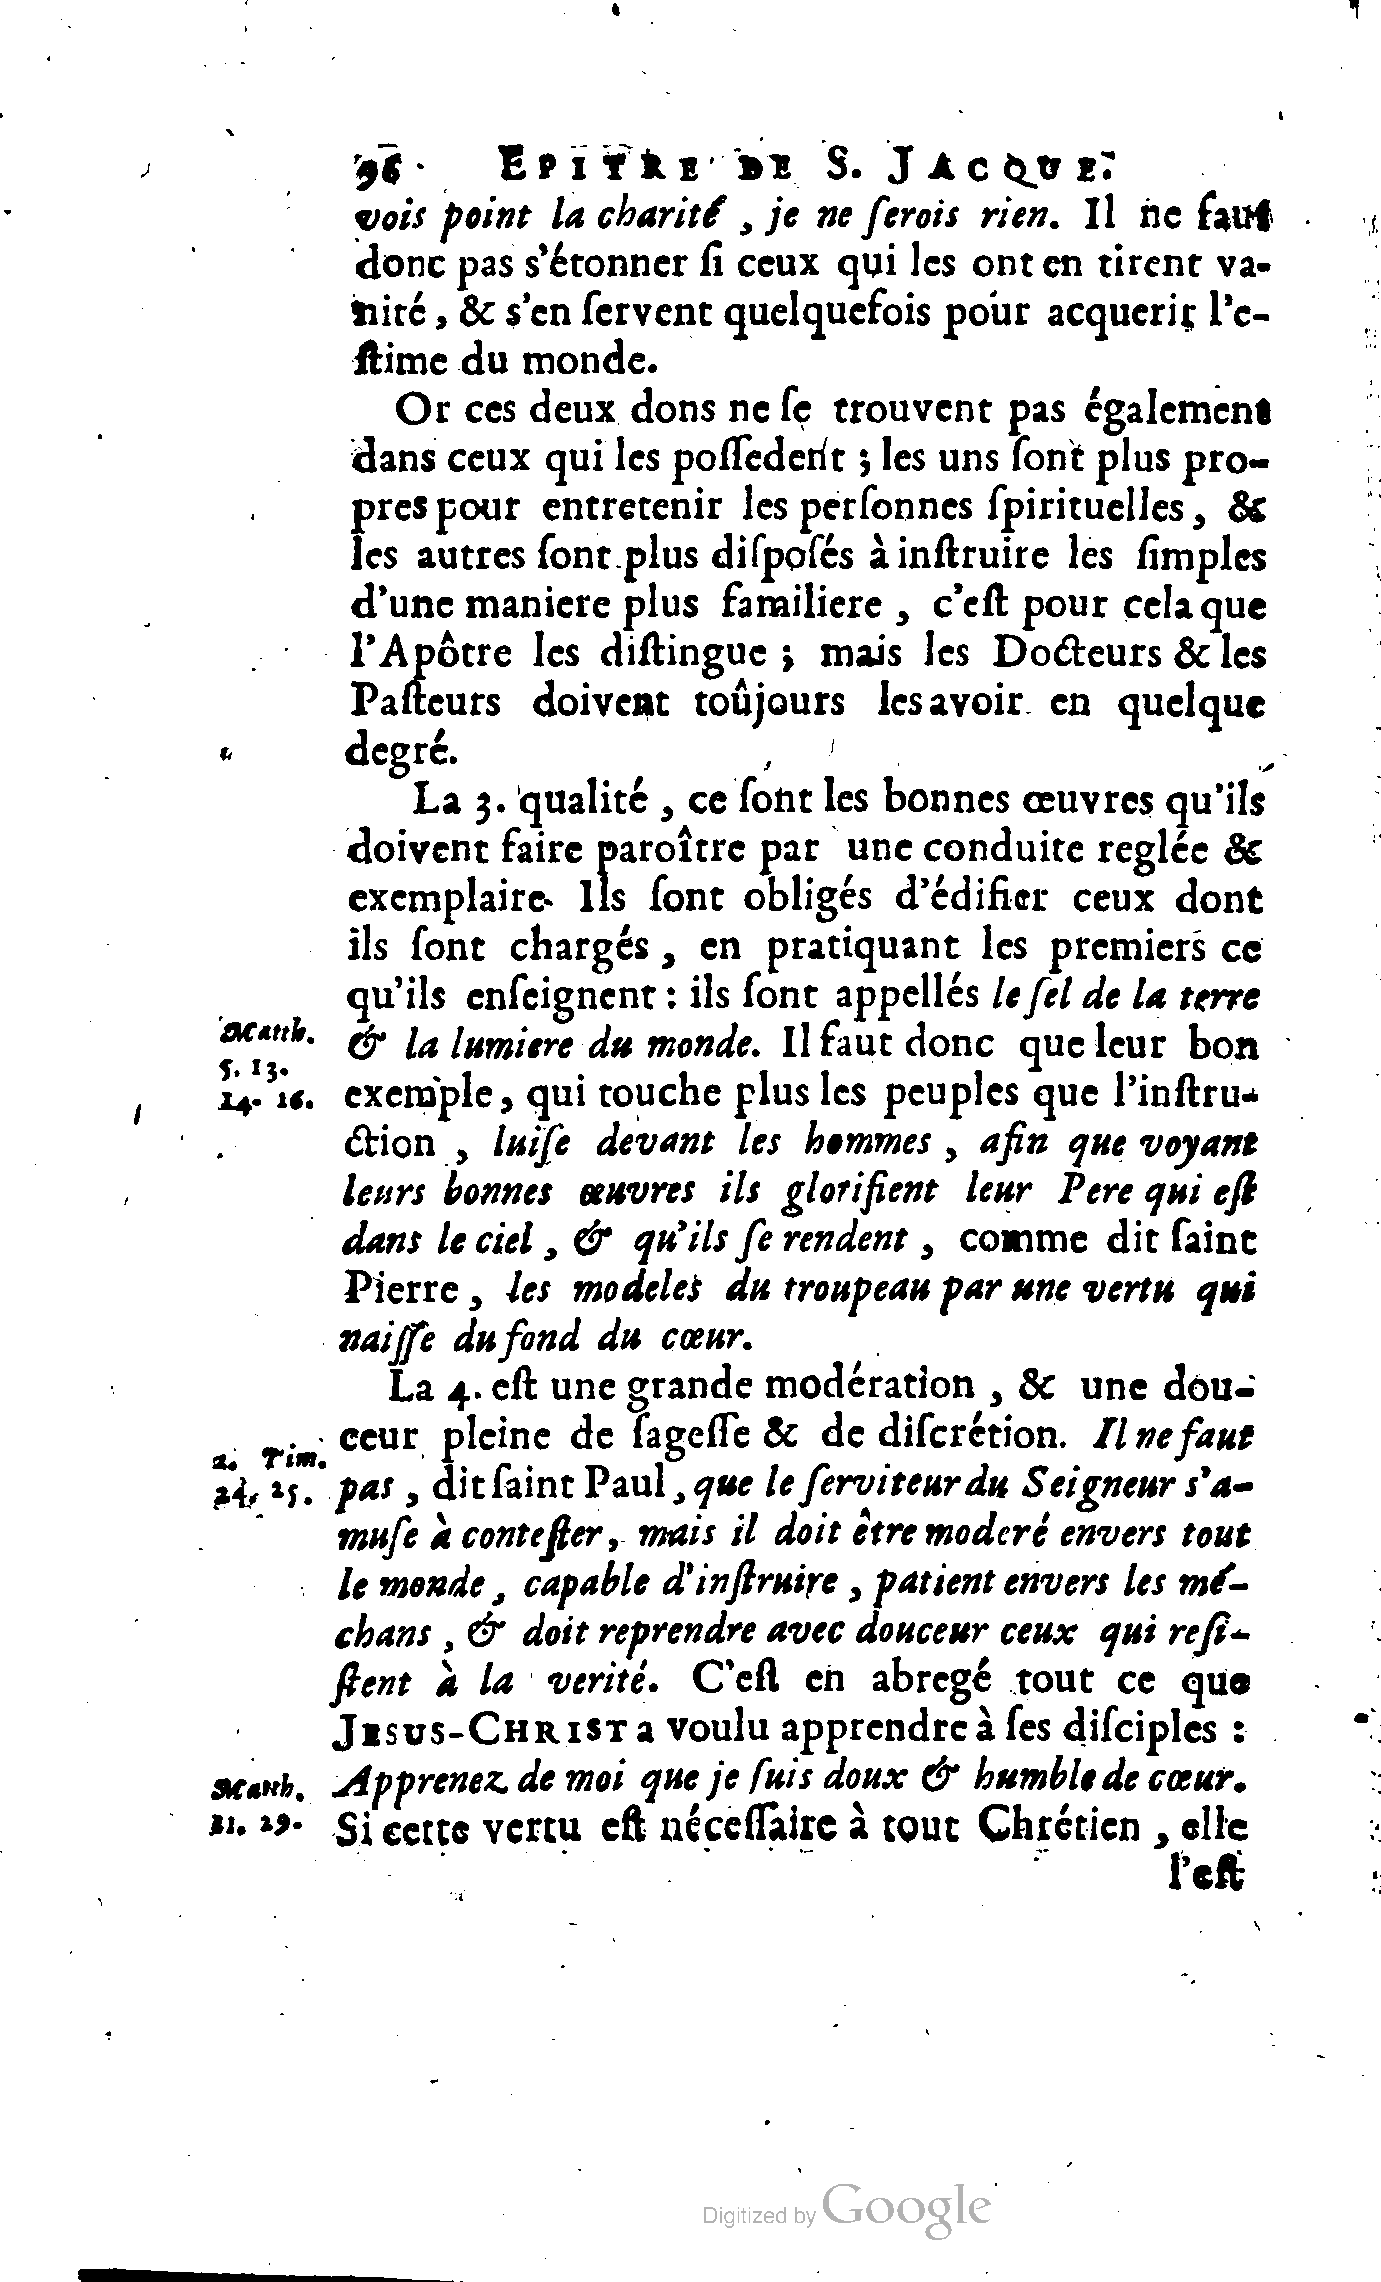 96 EPITRE DE S. JACQUE.
vois point la charité, je ne ſerois rien. Il ne faut
donc pas s'étonner ſi ceux qui les ont en tirent va-
nité, & s'en ſervent quelquefois pour acquerir l'e-
ſtime du monde.
Or ces deux dons ne ſe trouvent pas également
dans ceux qui les poſſedent ; les uns ſont plus pro-
pres pour entretenir les perſonnes ſpirituelles, &
les autres ſont plus diſpoſés à inſtruire les ſimples
d'une maniere plus familiere, c'eſt pour cela que
l'Apôtre les diſtingue ; mais les Docteurs & les
Paſteurs doivent toûjours les avoir en quelque
degré.
La 3. qualité, ce ſont les bonnes œuvres qu'ils
doivent faire paroître par une conduite reglée &
exemplaire. Ils ſont obligés d'édifier ceux dont
ils ſont chargés, en pratiquant les premiers ce
qu'ils enſeignent : ils ſont appellés le ſel de la terre
Matth. & la lumiere du monde. Il faut donc que leur bon
5. 13.
14. 16. exemple, qui touche plus les peuples que l'inſtru-
ction, luiſe devant les hommes, afin que voyant
leurs bonnes œuvres ils glorifient leur Pere qui eſt
dans le ciel, & qu'ils ſe rendent, comme dit ſaint
Pierre, les modeles du troupeau par une vertu qui
naiſſe du fond du cœur.
La 4. eſt une grande modération, & une dou-
ceur pleine de ſageſſe & de diſcrétion. Il ne faut
2. Tim.
24, 25. pas, dit ſaint Paul, que le ſerviteur du Seigneur s'a-
muſe à conteſter, mais il doit être moderé envers tout
le monde, capable d'inſtruire, patient envers les mé-
chans, & doit reprendre avec douceur ceux qui reſi-
ſtent à la verité. C'eſt en abregé tout ce que
JESUS-CHRIST a voulu apprendre à ſes diſciples :
Matth. Apprenez de moi que je ſuis doux & humble de cœur.
11. 29. Si cette vertu eſt néceſſaire à tout Chrétien, elle
l'eſt
Digitized by Google